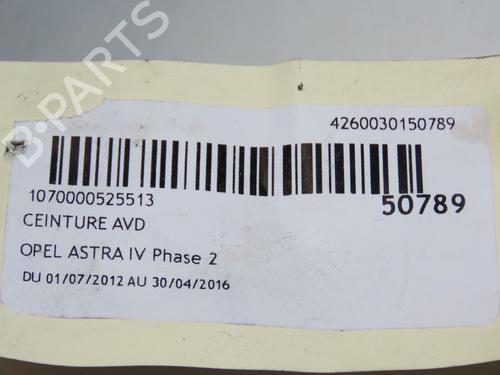 4260030150789
1070000525513
50789
CEINTURE AVD
OPEL ASTRA IV Phase 2
DU 01/07/2012 AU 30/04/2016
B-PARTS